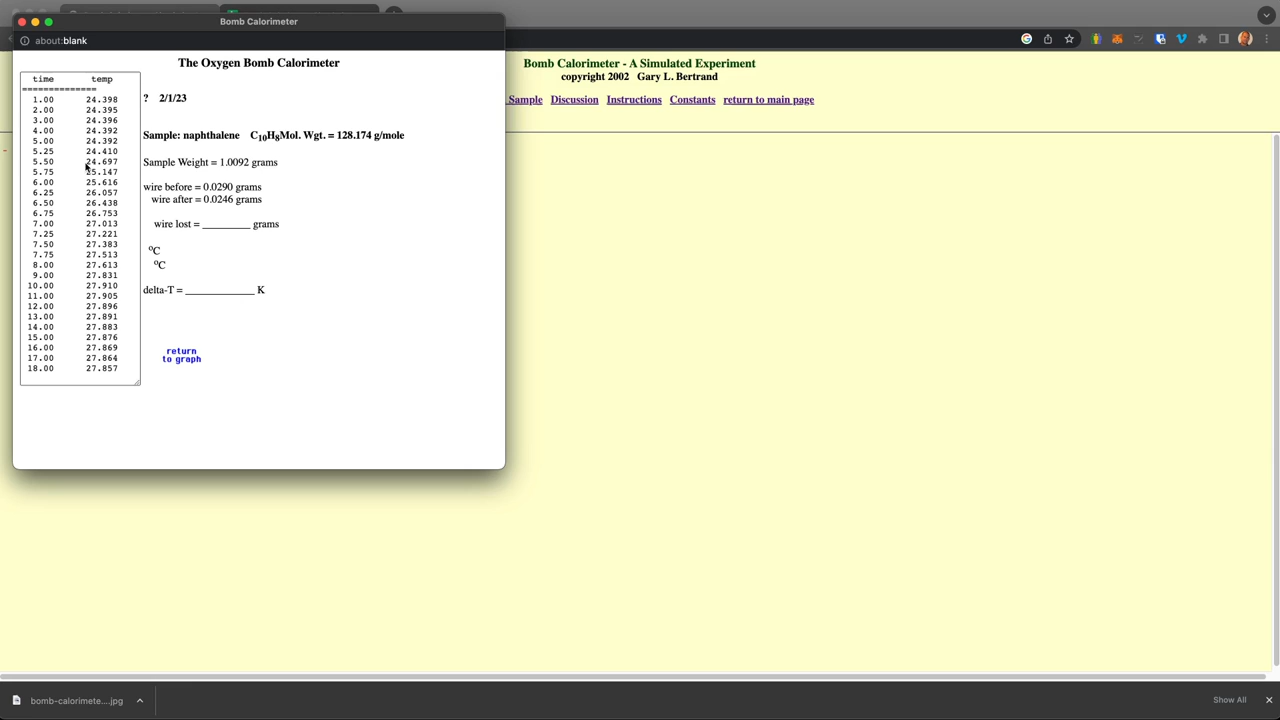 Bomb Calorimeter
about:blank
The Oxygen Bomb Calorimeter
time temp
==============
1.00 24.398
2.00 24.395
3.00 24.396
4.00 24.392
5.00 24.392
5.25 24.410
5.50 24.697
5.75 25.147
6.00 25.616
6.25 26.057
6.50 26.438
6.75 26.753
7.00 27.013
7.25 27.221
7.50 27.383
7.75 27.513
8.00 27.613
9.00 27.831
10.00 27.910
11.00 27.905
12.00 27.896
13.00 27.891
14.00 27.883
15.00 27.876
16.00 27.869
17.00 27.864
18.00 27.857
? 2/1/23
Sample: naphthalene C10H8Mol. Wgt. = 128.174 g/mole
Sample Weight = 1.0092 grams
wire before = 0.0290 grams
wire after = 0.0246 grams
wire lost = _________ grams
oC
oC
delta-T = _____________ K
return
to graph
Bomb Calorimeter - A Simulated Experiment
copyright 2002 Gary L. Bertrand
Sample Discussion Instructions Constants return to main page
bomb-calorimete....jpg
Show All